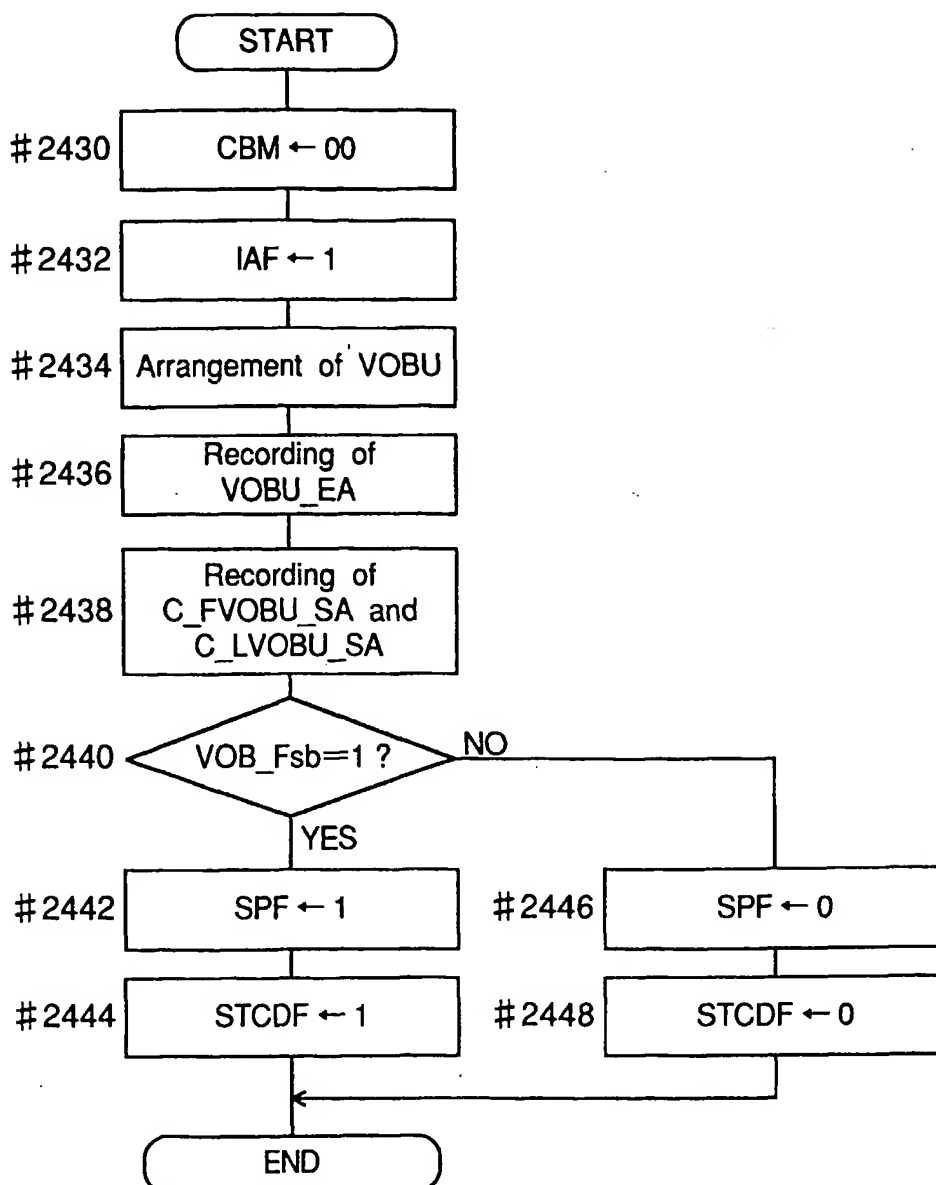 START
#2430 CBM ← 00
#2432 IAF ← 1
#2434 Arrangement of VOBU
#2436 Recording of
VOBU_EA
#2438 Recording of
C_FVOBU_SA and
C_LVOBU_SA
#2440 VOB_Fsb=1 ? NO
YES
#2442 SPF ← 1 #2446 SPF ← 0
#2444 STCDF ← 1 #2448 STCDF ← 0
END